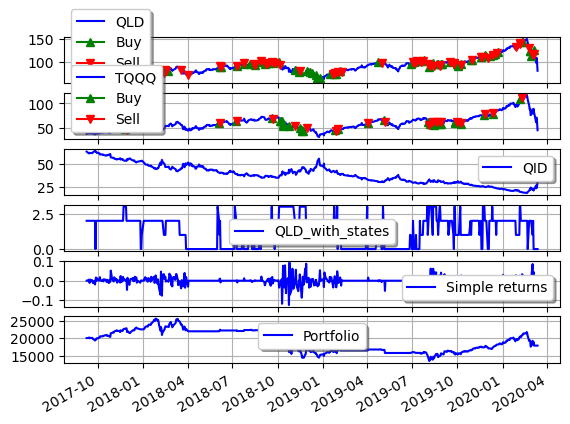 QLD
Buy
Sell
150
100
TQQQ
Buy
Sell
100
50
50
25
QID
2.5
0.0
QLD_with_states
0.1
0.0
−0.1
Simple returns
25000
20000
15000
Portfolio
2017-10
2018-01
2018-04
2018-07
2018-10
2019-01
2019-04
2019-07
2019-10
2020-01
2020-04